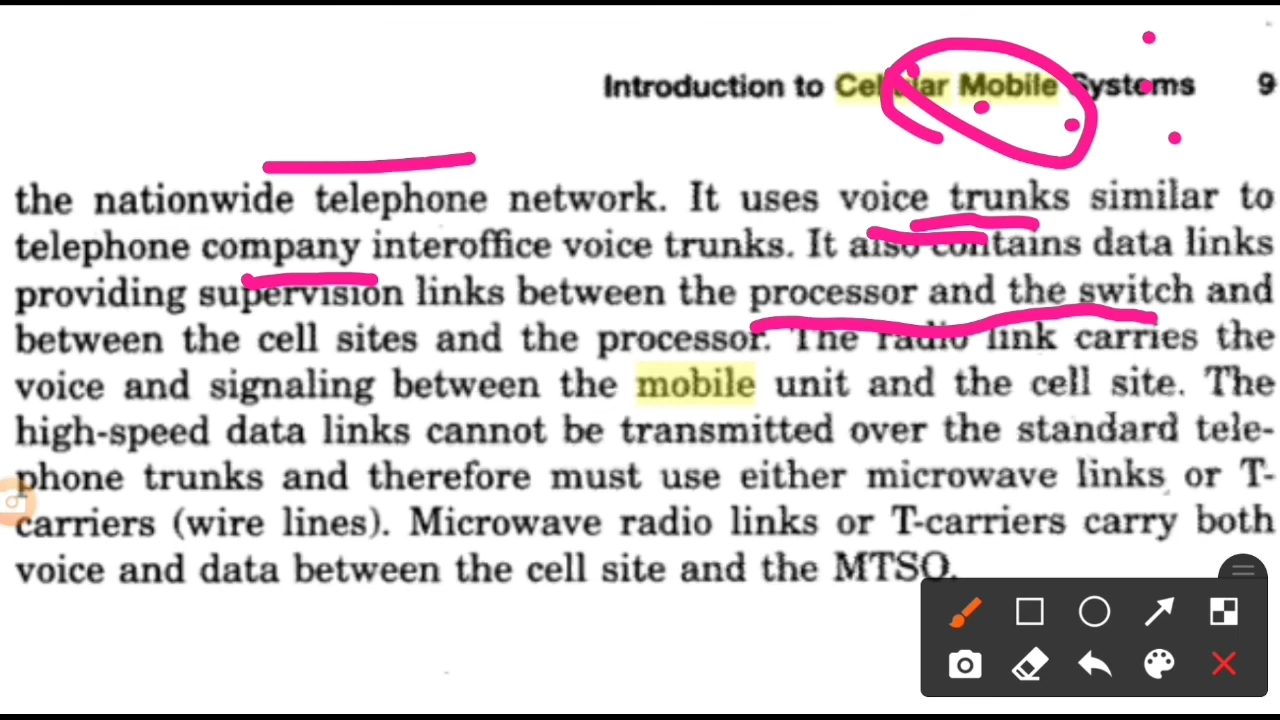 Introduction to Cellular Mobile Systems 9
the nationwide telephone network. It uses voice trunks similar to
telephone company interoffice voice trunks. It also contains data links
providing supervision links between the processor and the switch and
between the cell sites and the processor. The radio link carries the
voice and signaling between the mobile unit and the cell site. The
high-speed data links cannot be transmitted over the standard tele-
phone trunks and therefore must use either microwave links or T-
carriers (wire lines). Microwave radio links or T-carriers carry both
voice and data between the cell site and the MTSO.